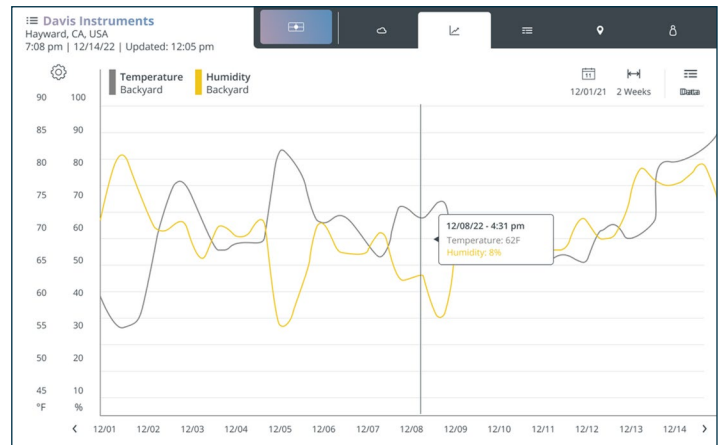 Davis Instruments
Hayward, CA, USA
7:08 pm | 12/14/22 | Updated: 12:05 pm
Temperature
Backyard
Humidity
Backyard
11
12/01/21
2 Weeks
Data
90 100
85 90
80 80
75 70
70 60
65 50
60 40
55 30
50 20
45 10
°F %
12/08/22 - 4:31 pm
Temperature: 62F
Humidity: 8%
< 12/01 12/02 12/03 12/04 12/05 12/06 12/07 12/08 12/09 12/10 12/11 12/12 12/13 12/14 >